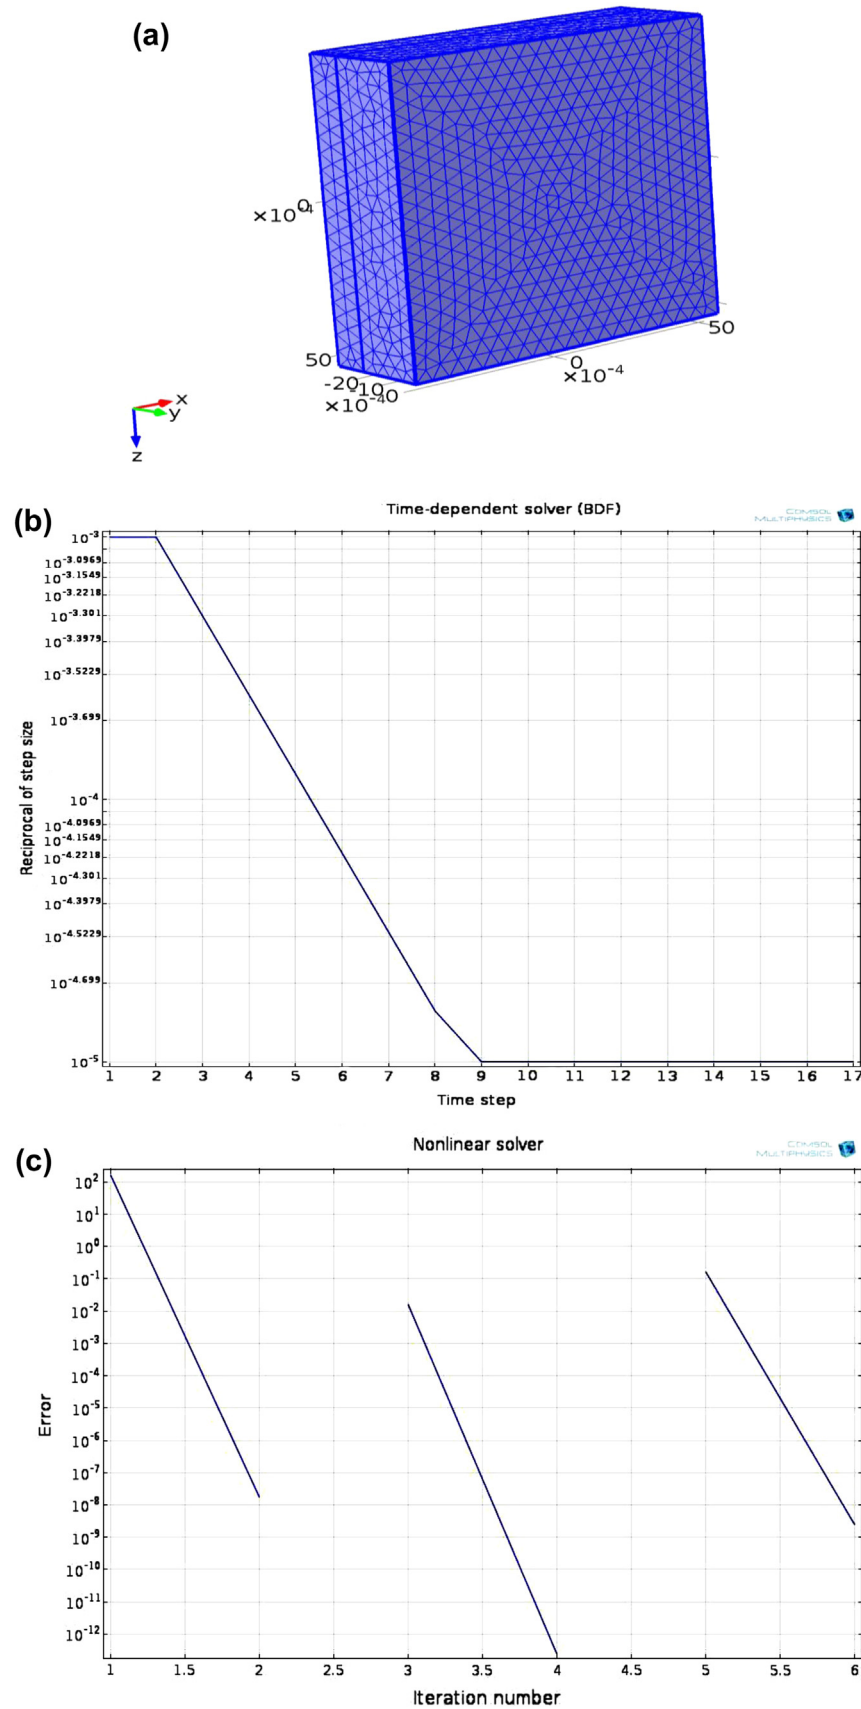 (a)
×10⁻⁴
0
50
-20
-10
0
×10⁻⁴
0
×10⁻⁴
50
x
y
z
(b)
Time-dependent solver (BDF)
COMSOL
MULTIPHYSICS
Reciprocal of step size
10⁻³
10⁻³·⁰⁹⁶⁹
10⁻³·¹⁵⁴⁹
10⁻³·²²¹⁸
10⁻³·³⁰¹
10⁻³·³⁹⁷⁹
10⁻³·⁵²²⁹
10⁻³·⁶⁹⁹
10⁻⁴
10⁻⁴·⁰⁹⁶⁹
10⁻⁴·¹⁵⁴⁹
10⁻⁴·²²¹⁸
10⁻⁴·³⁰¹
10⁻⁴·³⁹⁷⁹
10⁻⁴·⁵²²⁹
10⁻⁴·⁶⁹⁹
10⁻⁵
1 2 3 4 5 6 7 8 9 10 11 12 13 14 15 16 17
Time step
(c)
Nonlinear solver
COMSOL
MULTIPHYSICS
Error
10²
10¹
10⁰
10⁻¹
10⁻²
10⁻³
10⁻⁴
10⁻⁵
10⁻⁶
10⁻⁷
10⁻⁸
10⁻⁹
10⁻¹⁰
10⁻¹¹
10⁻¹²
1 1.5 2 2.5 3 3.5 4 4.5 5 5.5 6
Iteration number